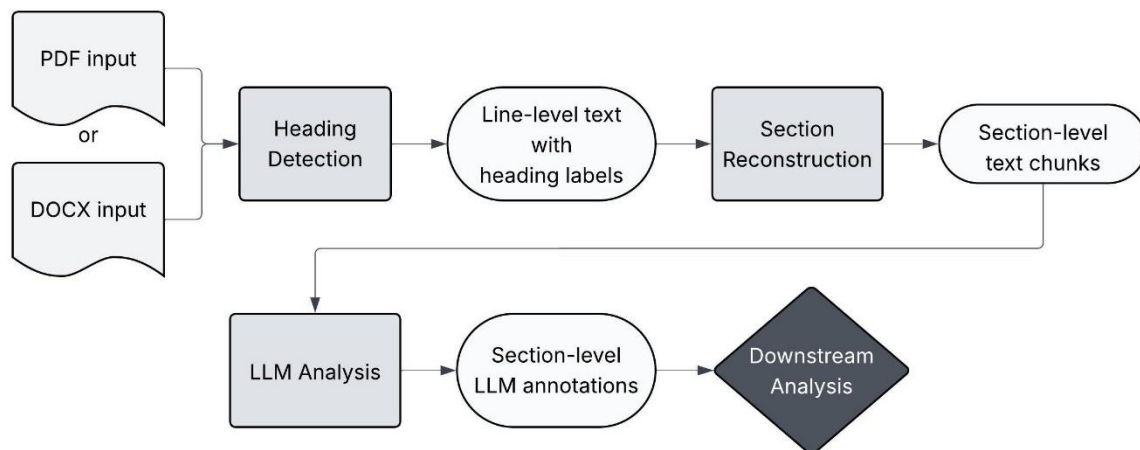 PDF input
or
DOCX input
Heading
Detection
Line-level text
with
heading labels
Section
Reconstruction
Section-level
text chunks
LLM Analysis
Section-level
LLM annotations
Downstream
Analysis